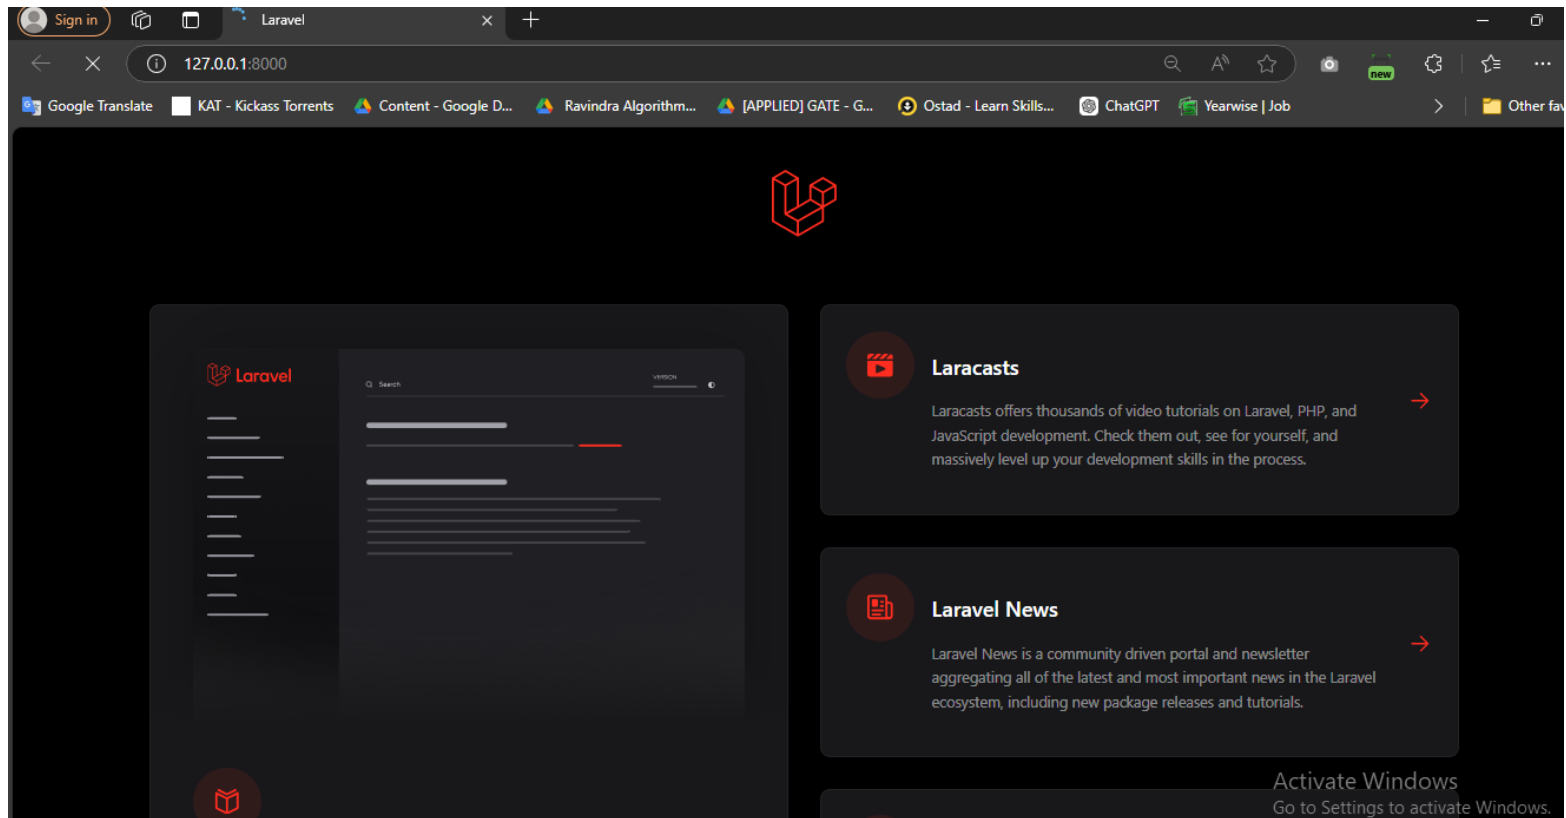 Sign in
Laravel
127.0.0.1:8000
new
Google Translate
KAT - Kickass Torrents
Content - Google D...
Ravindra Algorithm...
[APPLIED] GATE - G...
Ostad - Learn Skills...
ChatGPT
Yearwise | Job
Other fav
Laravel
Search
VERSION
Laracasts
Laracasts offers thousands of video tutorials on Laravel, PHP, and
JavaScript development. Check them out, see for yourself, and
massively level up your development skills in the process.
Laravel News
Laravel News is a community driven portal and newsletter
aggregating all of the latest and most important news in the Laravel
ecosystem, including new package releases and tutorials.
Activate Windows
Go to Settings to activate Windows.